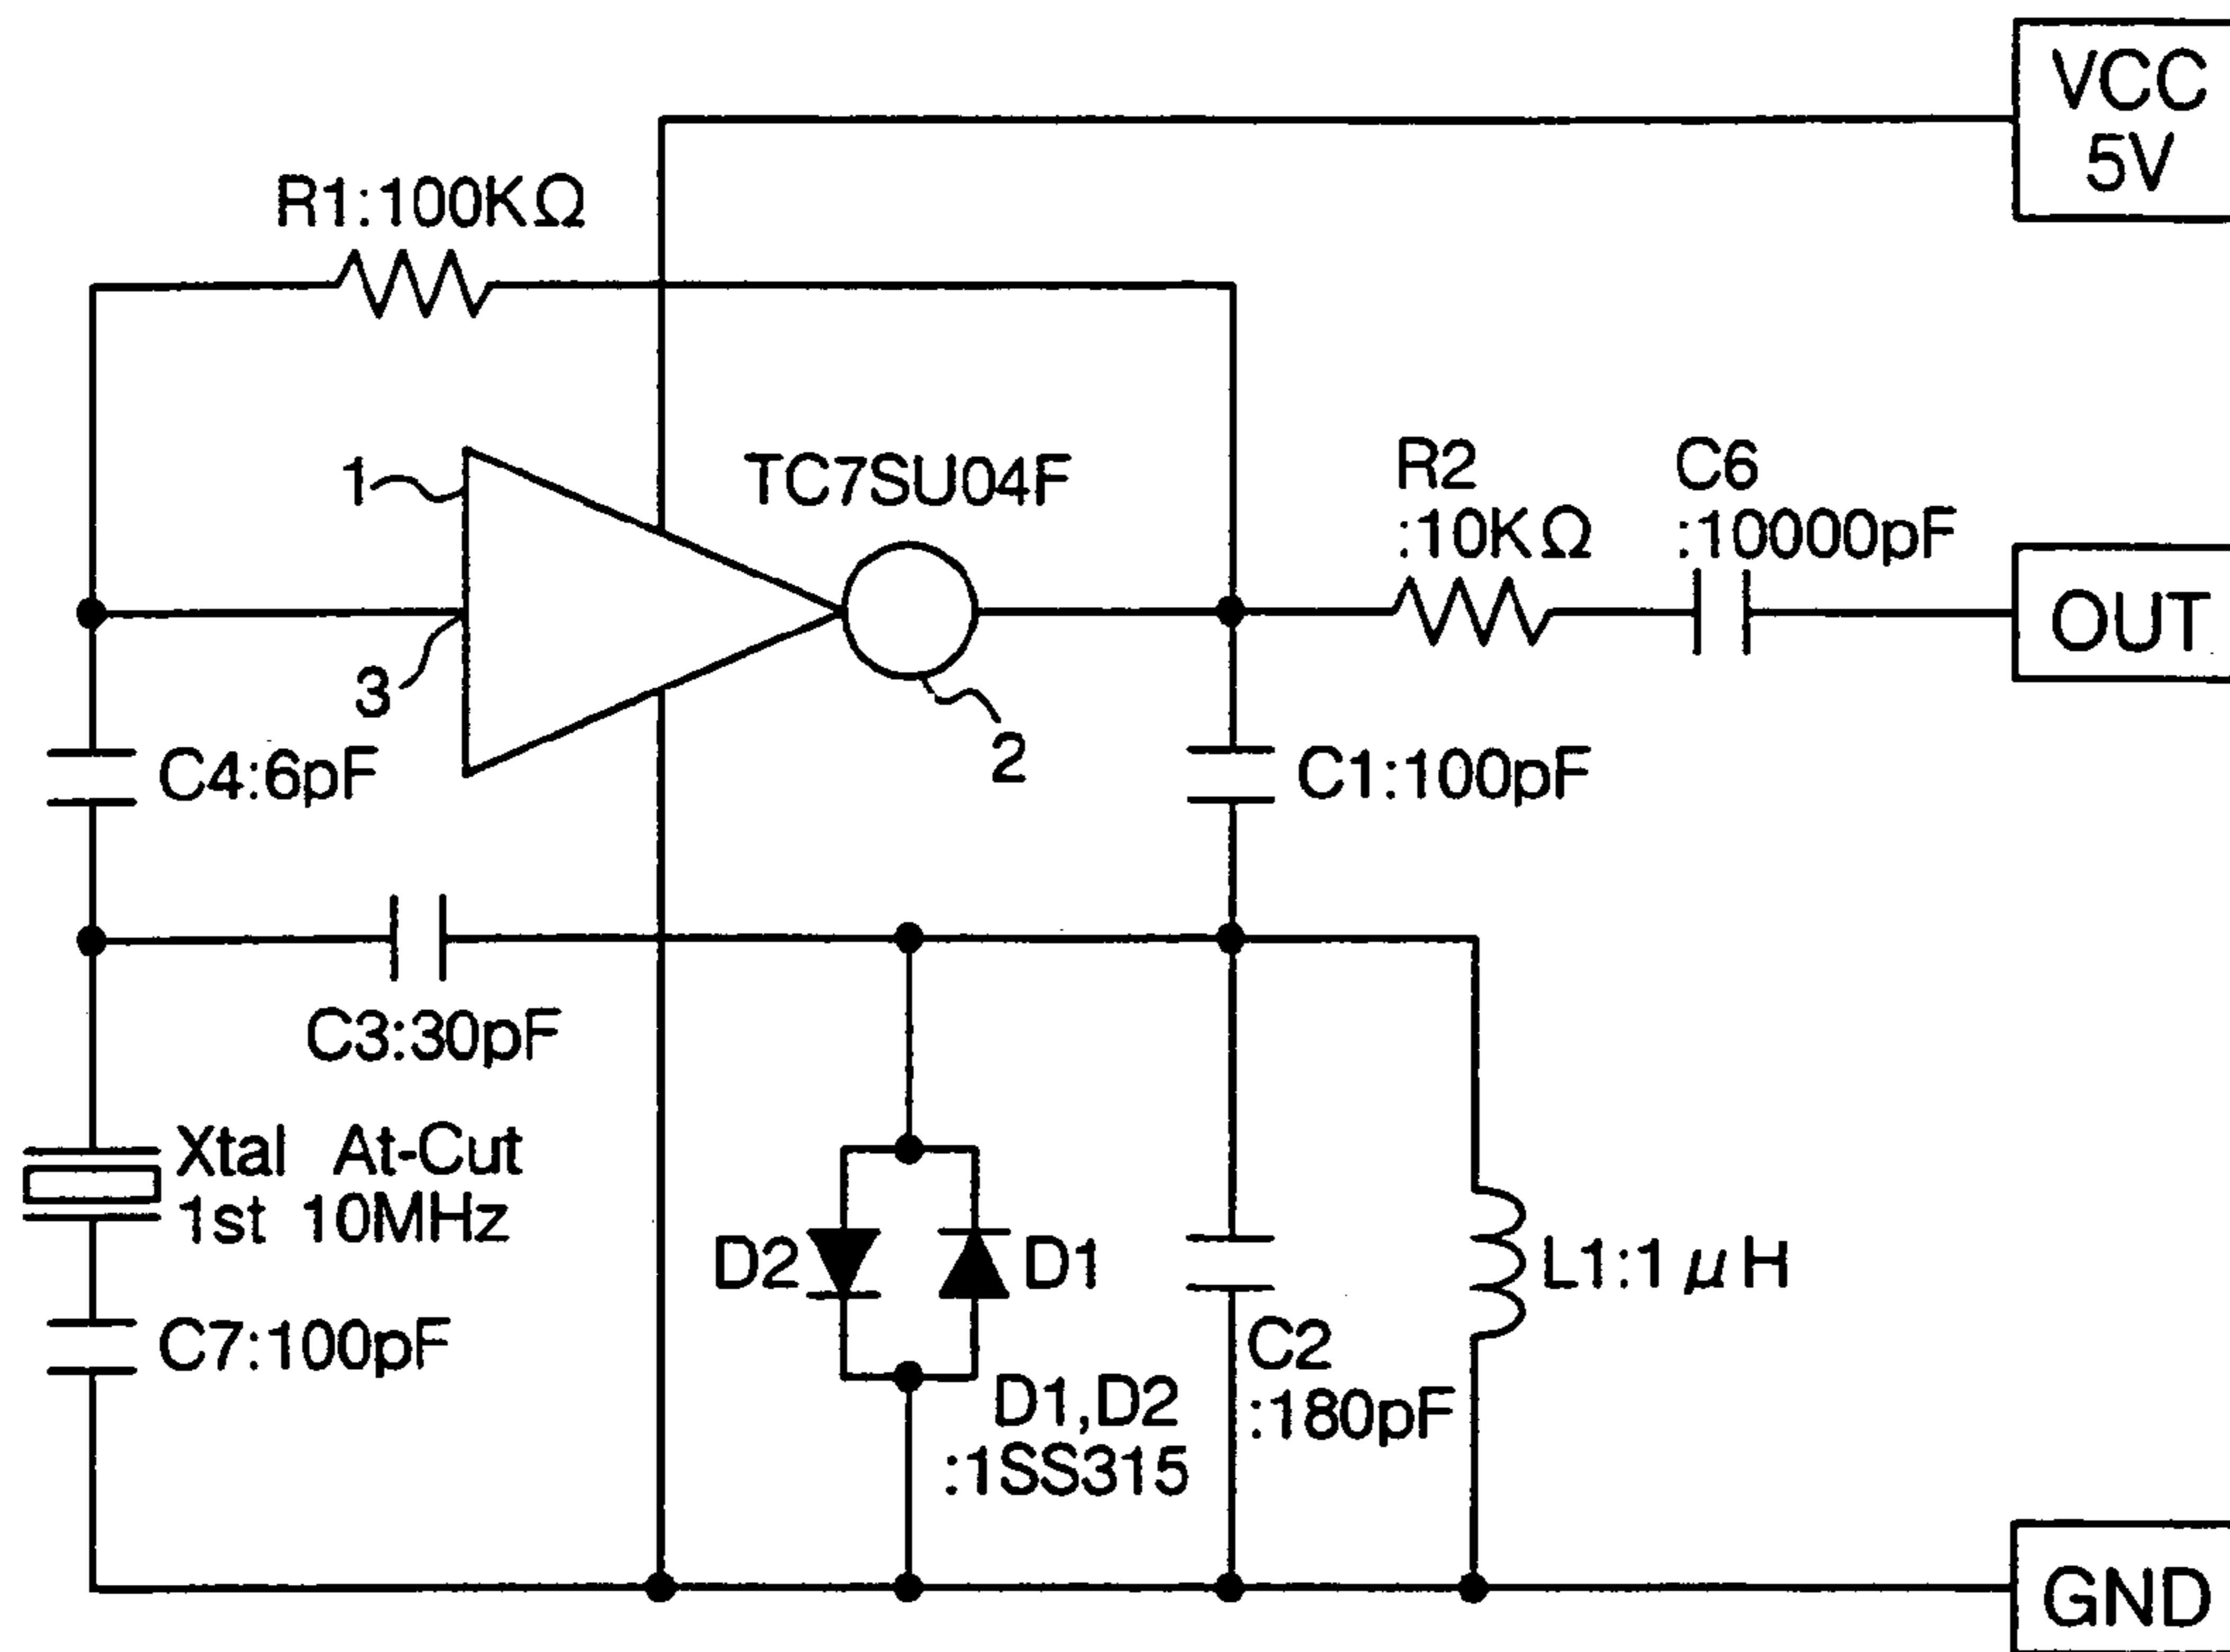 VCC
5V
R1:100KΩ
1
TC7SU04F
R2
:10KΩ
C6
:10000pF
OUT
3
2
C4:6pF
C1:100pF
C3:30pF
Xtal At-Cut
1st 10MHz
D2
D1
L1:1μH
C7:100pF
C2
:180pF
D1,D2
:1SS315
GND